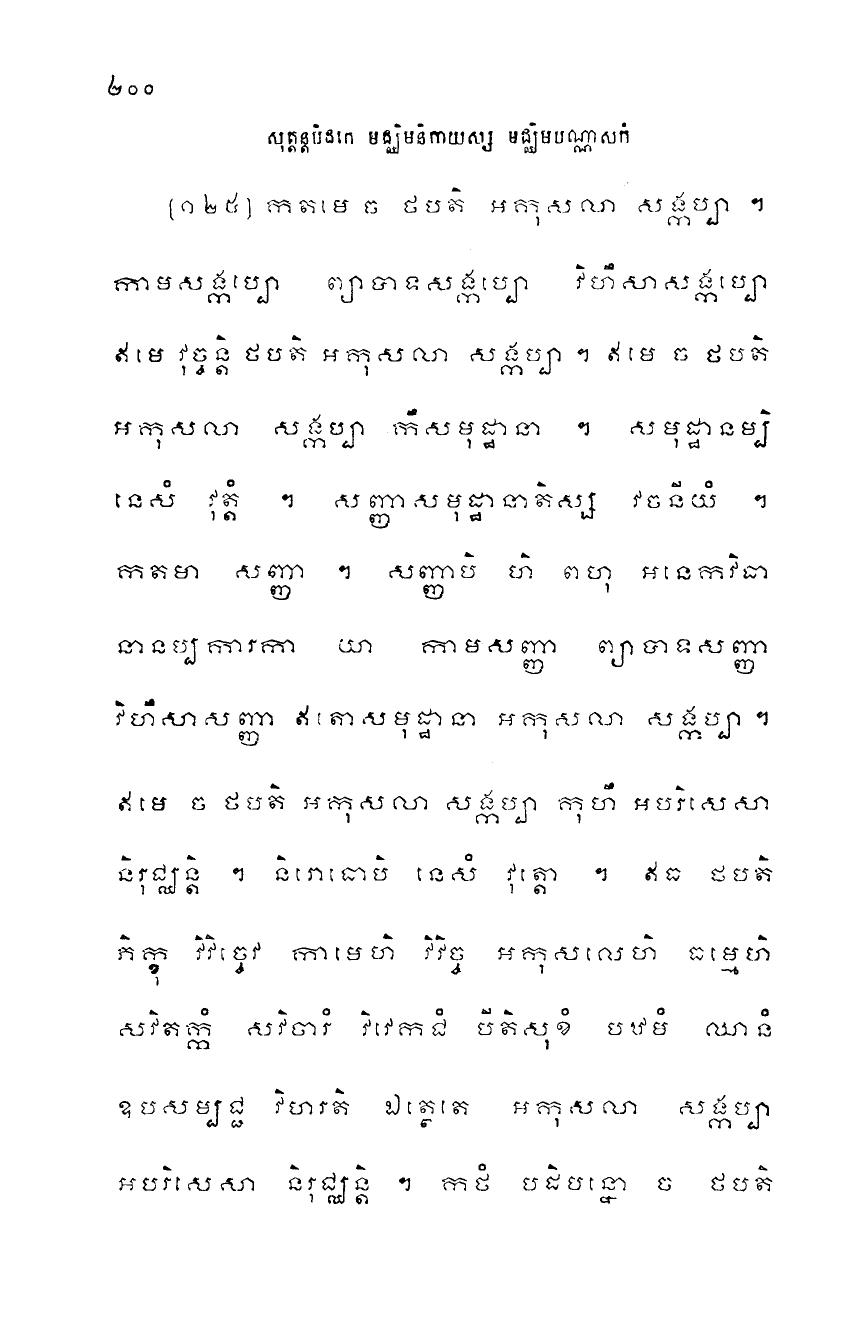 ២០០
សុត្តន្តបិដកេ មជ្ឈិមនិកាយស្ស មជ្ឈិមបណ្ណាសកំ
(១២៥) កតមេ ច ថបតិ អកុសលា សង្កប្បា ។
កាមសង្កប្បោ ព្យាបាទសង្កប្បោ វិហឹសាសង្កប្បោ
ឥមេ វុច្ចន្តិ ថបតិ អកុសលា សង្កប្បា ។ ឥមេ ច ថបតិ
អកុសលា សង្កប្បា កឹសមុដ្ឋានា ។ សមុដ្ឋានម្បិ
នេសំ វុត្តំ ។ សញ្ញាសមុដ្ឋានាតិស្ស វចនីយំ ។
កតមា សញ្ញា ។ សញ្ញាបិ ហិ ពហុ អនេកវិធា
នានប្បការកា យា កាមសញ្ញា ព្យាបាទសញ្ញា
វិហឹសាសញ្ញា ឥតោសមុដ្ឋានា អកុសលា សង្កប្បា ។
ឥមេ ច ថបតិ អកុសលា សង្កប្បា កុហឹ អបរិសេសា
និរុជ្ឈន្តិ ។ និរោធោបិ នេសំ វុត្តោ ។ ឥធ ថបតិ
ភិក្ខុ វិវិច្ចេវ កាមេហិ វិវិច្ច អកុសលេហិ ធម្មេហិ
សវិតក្កំ សវិចារំ វិវេកជំ បីតិសុខំ បឋមំ ឈានំ
ឧបសម្បជ្ជ វិហរតិ ឯត្ថេតេ អកុសលា សង្កប្បា
អបរិសេសា និរុជ្ឈន្តិ ។ កថំ បដិបន្នោ ច ថបតិ